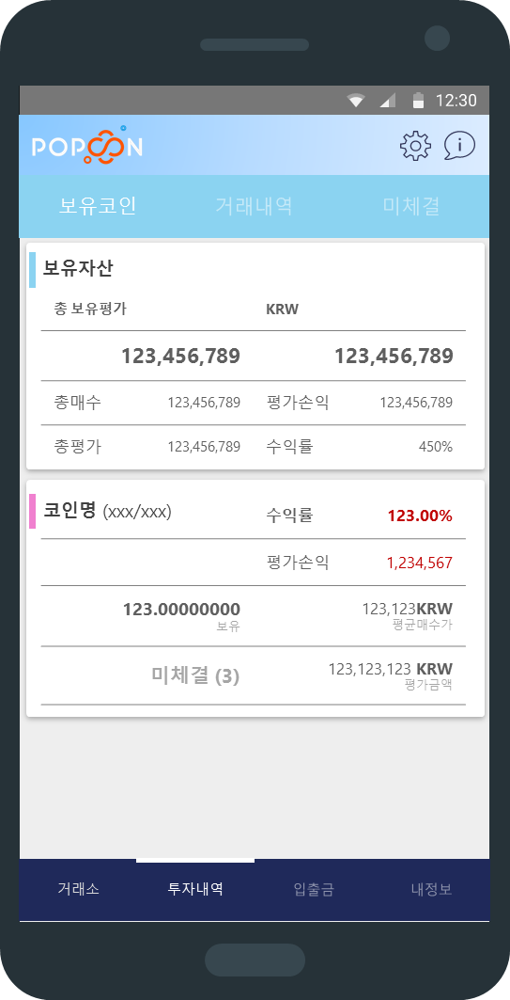 12:30
POPCON
보유코인 거래내역 미체결
보유자산
총 보유평가 KRW
123,456,789 123,456,789
총매수 123,456,789 평가손익 123,456,789
총평가 123,456,789 수익률 450%
코인명 (xxx/xxx) 수익률 123.00%
평가손익 1,234,567
123.00000000 123,123KRW
보유 평균매수가
미체결 (3) 123,123,123 KRW
평가금액
거래소 투자내역 입출금 내정보